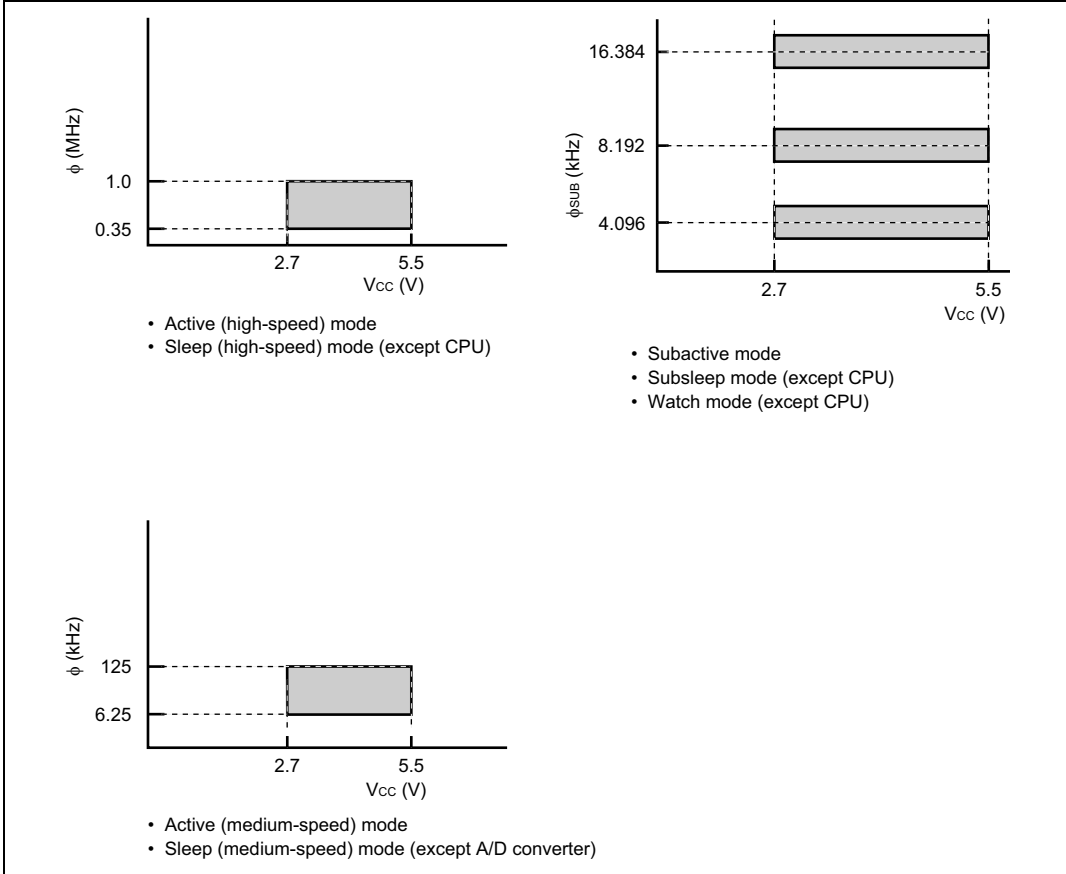 φ (MHz)
1.0
0.35
2.7
5.5
VCC (V)
• Active (high-speed) mode
• Sleep (high-speed) mode (except CPU)
φSUB (kHz)
16.384
8.192
4.096
2.7
5.5
VCC (V)
• Subactive mode
• Subsleep mode (except CPU)
• Watch mode (except CPU)
φ (kHz)
125
6.25
2.7
5.5
VCC (V)
• Active (medium-speed) mode
• Sleep (medium-speed) mode (except A/D converter)